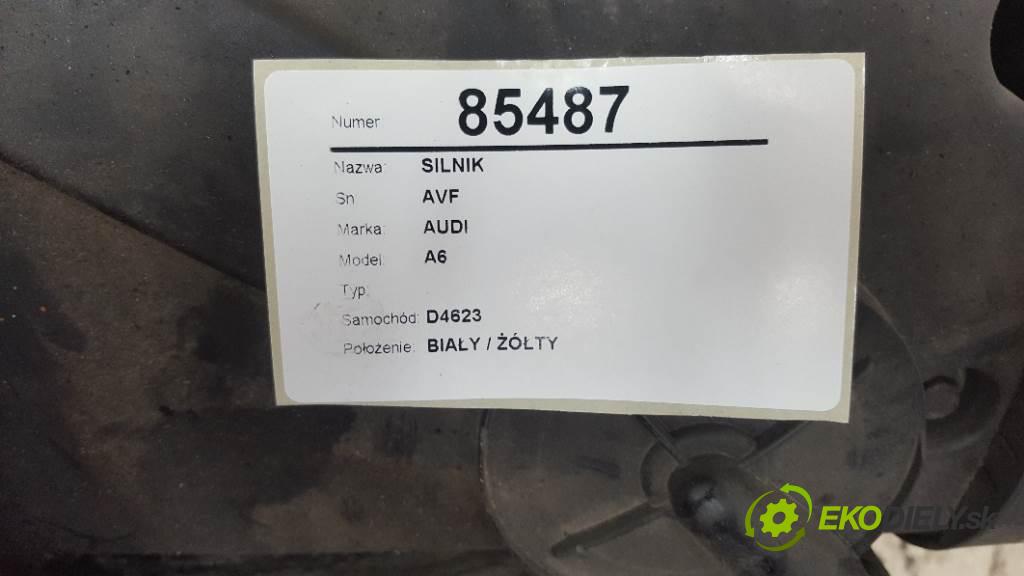 Numer 85487
Nazwa: SILNIK
Sn AVF
Marka: AUDI
Model: A6
Typ:
Samochód: D4623
Położenie: BIAŁY / ŻÓŁTY
EKODIELY.sk